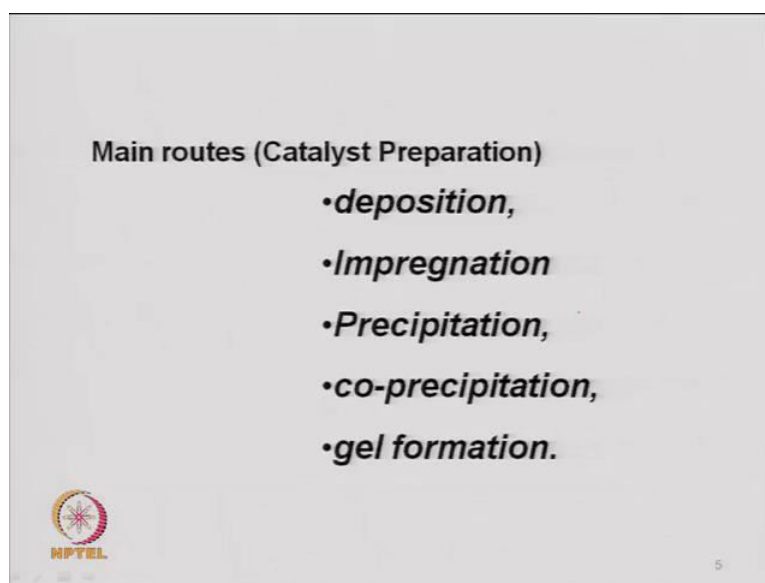 Main routes (Catalyst Preparation)
•deposition,
•Impregnation
•Precipitation,
•co-precipitation,
•gel formation.
NPTEL
5